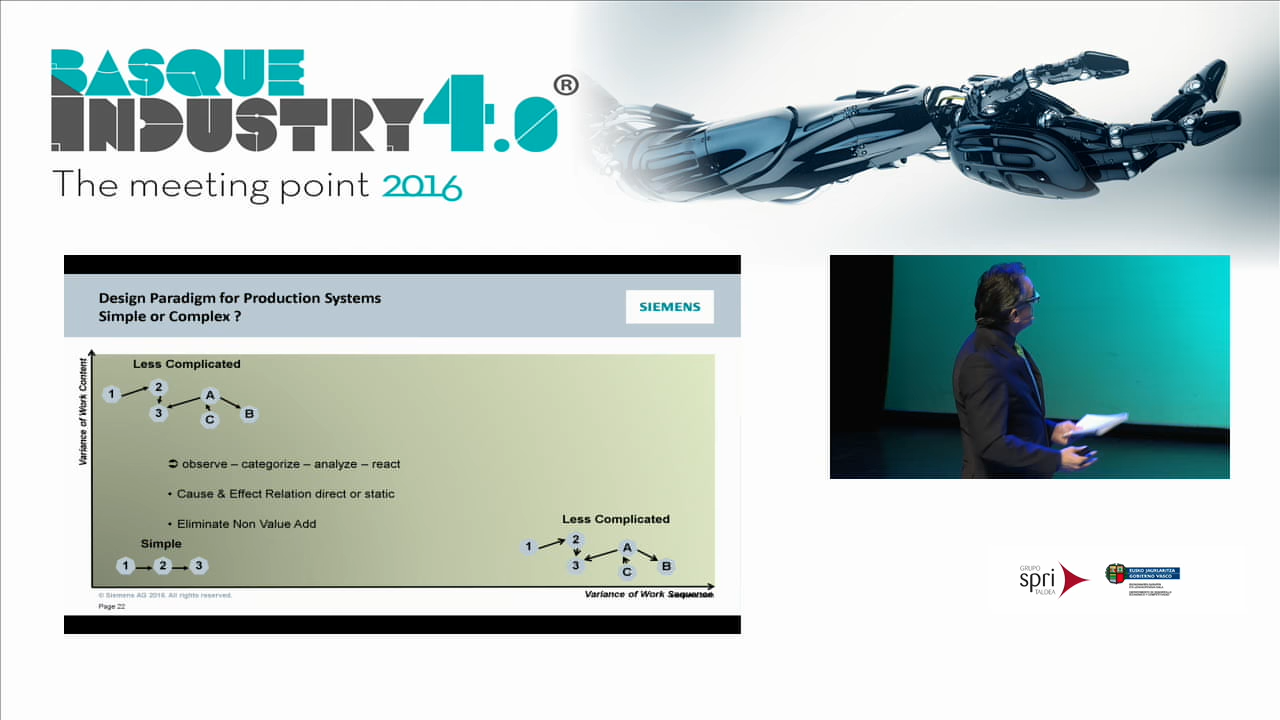 BASQUE
INDUSTRY 4.0®
The meeting point 2016
Design Paradigm for Production Systems
Simple or Complex ?
SIEMENS
Variance of Work Content
Less Complicated
1 2 3 A B C
➲ observe – categorize – analyze – react
• Cause & Effect Relation direct or static
• Eliminate Non Value Add
Simple
1 2 3
Less Complicated
1 2 3 A B C
Variance of Work Sequence
© Siemens AG 2016. All rights reserved.
Page 22
GRUPO
spri
TALDEA
EUSKO JAURLARITZA
GOBIERNO VASCO